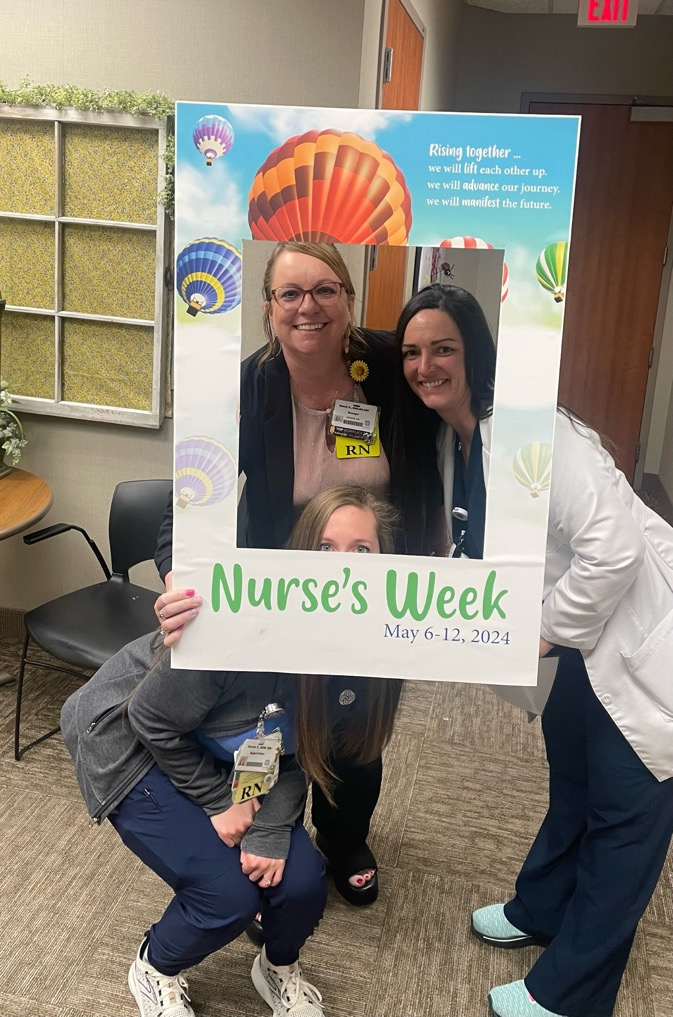 EXIT
Rising together ...
we will lift each other up.
we will advance our journey.
we will manifest the future.
RN
Nurse's Week
May 6-12, 2024
RN